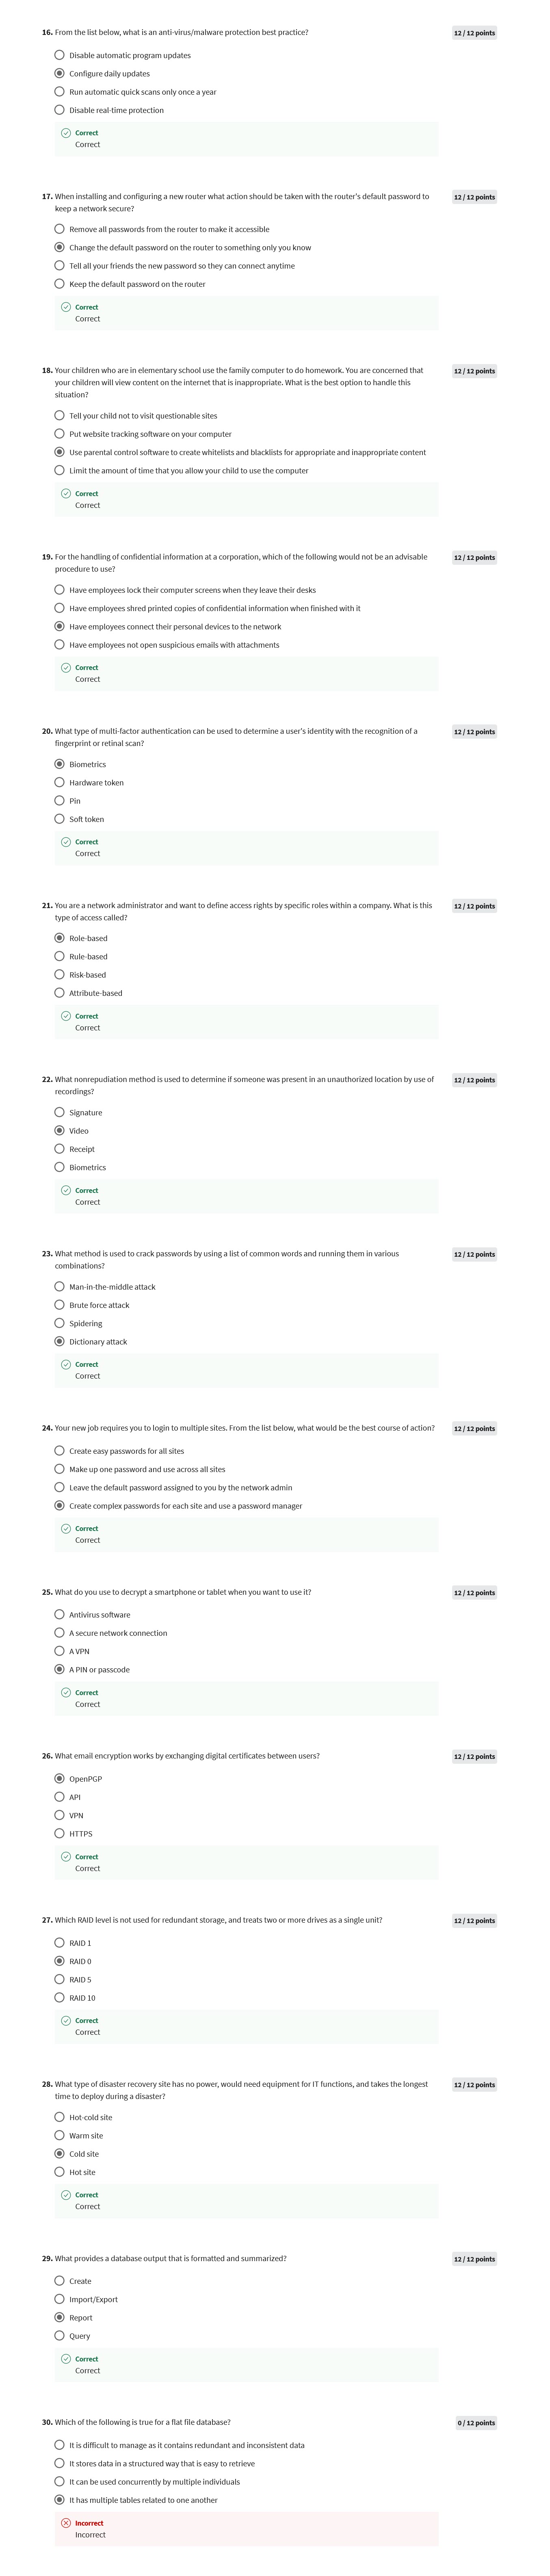 16. From the list below, what is an anti-virus/malware protection best practice?
12 / 12 points
Disable automatic program updates
Configure daily updates
Run automatic quick scans only once a year
Disable real-time protection
Correct
Correct
17. When installing and configuring a new router what action should be taken with the router's default password to
keep a network secure?
12 / 12 points
Remove all passwords from the router to make it accessible
Change the default password on the router to something only you know
Tell all your friends the new password so they can connect anytime
Keep the default password on the router
Correct
Correct
18. Your children who are in elementary school use the family computer to do homework. You are concerned that
your children will view content on the internet that is inappropriate. What is the best option to handle this
situation?
12 / 12 points
Tell your child not to visit questionable sites
Put website tracking software on your computer
Use parental control software to create whitelists and blacklists for appropriate and inappropriate content
Limit the amount of time that you allow your child to use the computer
Correct
Correct
19. For the handling of confidential information at a corporation, which of the following would not be an advisable
procedure to use?
12 / 12 points
Have employees lock their computer screens when they leave their desks
Have employees shred printed copies of confidential information when finished with it
Have employees connect their personal devices to the network
Have employees not open suspicious emails with attachments
Correct
Correct
20. What type of multi-factor authentication can be used to determine a user's identity with the recognition of a
fingerprint or retinal scan?
12 / 12 points
Biometrics
Hardware token
Pin
Soft token
Correct
Correct
21. You are a network administrator and want to define access rights by specific roles within a company. What is this
type of access called?
12 / 12 points
Role-based
Rule-based
Risk-based
Attribute-based
Correct
Correct
22. What nonrepudiation method is used to determine if someone was present in an unauthorized location by use of
recordings?
12 / 12 points
Signature
Video
Receipt
Biometrics
Correct
Correct
23. What method is used to crack passwords by using a list of common words and running them in various
combinations?
12 / 12 points
Man-in-the-middle attack
Brute force attack
Spidering
Dictionary attack
Correct
Correct
24. Your new job requires you to login to multiple sites. From the list below, what would be the best course of action?
12 / 12 points
Create easy passwords for all sites
Make up one password and use across all sites
Leave the default password assigned to you by the network admin
Create complex passwords for each site and use a password manager
Correct
Correct
25. What do you use to decrypt a smartphone or tablet when you want to use it?
12 / 12 points
Antivirus software
A secure network connection
A VPN
A PIN or passcode
Correct
Correct
26. What email encryption works by exchanging digital certificates between users?
12 / 12 points
OpenPGP
API
VPN
HTTPS
Correct
Correct
27. Which RAID level is not used for redundant storage, and treats two or more drives as a single unit?
12 / 12 points
RAID 1
RAID 0
RAID 5
RAID 10
Correct
Correct
28. What type of disaster recovery site has no power, would need equipment for IT functions, and takes the longest
time to deploy during a disaster?
12 / 12 points
Hot-cold site
Warm site
Cold site
Hot site
Correct
Correct
29. What provides a database output that is formatted and summarized?
12 / 12 points
Create
Import/Export
Report
Query
Correct
Correct
30. Which of the following is true for a flat file database?
0 / 12 points
It is difficult to manage as it contains redundant and inconsistent data
It stores data in a structured way that is easy to retrieve
It can be used concurrently by multiple individuals
It has multiple tables related to one another
Incorrect
Incorrect